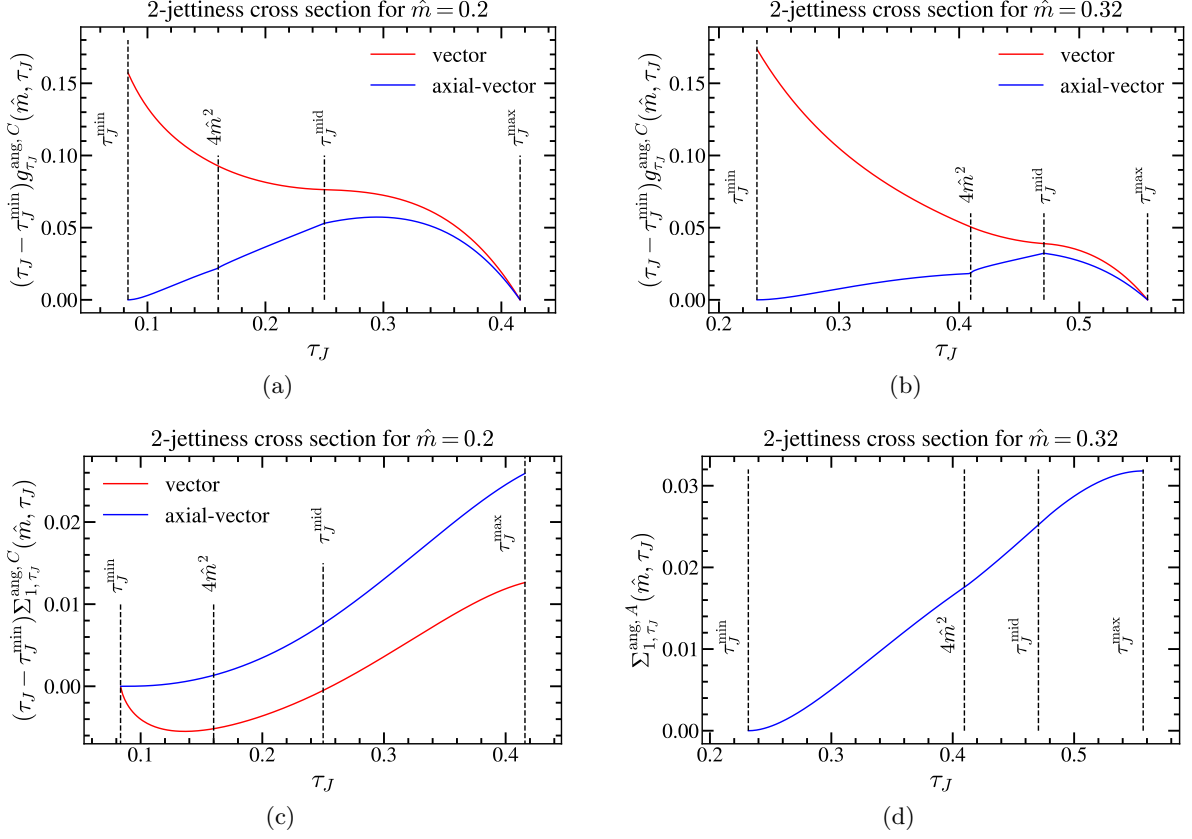 2-jettiness cross section for m̂ = 0.2
(τ_J − τ_J^min) g_{τ_J}^{ang, C}(m̂, τ_J)
0.15
0.10
0.05
0.00
vector
axial-vector
τ_J^min
4m̂²
τ_J^mid
τ_J^max
0.1 0.2 0.3 0.4
τ_J
(a)
2-jettiness cross section for m̂ = 0.32
(τ_J − τ_J^min) g_{τ_J}^{ang, C}(m̂, τ_J)
0.15
0.10
0.05
0.00
vector
axial-vector
τ_J^min
4m̂²
τ_J^mid
τ_J^max
0.2 0.3 0.4 0.5
τ_J
(b)
2-jettiness cross section for m̂ = 0.2
(τ_J − τ_J^min) Σ_{1, τ_J}^{ang, C}(m̂, τ_J)
0.02
0.01
0.00
vector
axial-vector
τ_J^min
4m̂²
τ_J^mid
τ_J^max
0.1 0.2 0.3 0.4
τ_J
(c)
2-jettiness cross section for m̂ = 0.32
Σ_{1, τ_J}^{ang, A}(m̂, τ_J)
0.03
0.02
0.01
0.00
τ_J^min
4m̂²
τ_J^mid
τ_J^max
0.2 0.3 0.4 0.5
τ_J
(d)